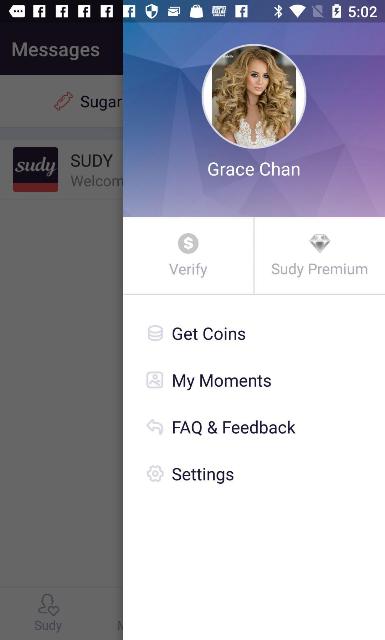 5:02
Messages
Sugar
sudy
SUDY
Welcom
Grace Chan
Verify
Sudy Premium
Get Coins
My Moments
FAQ & Feedback
Settings
Sudy
M